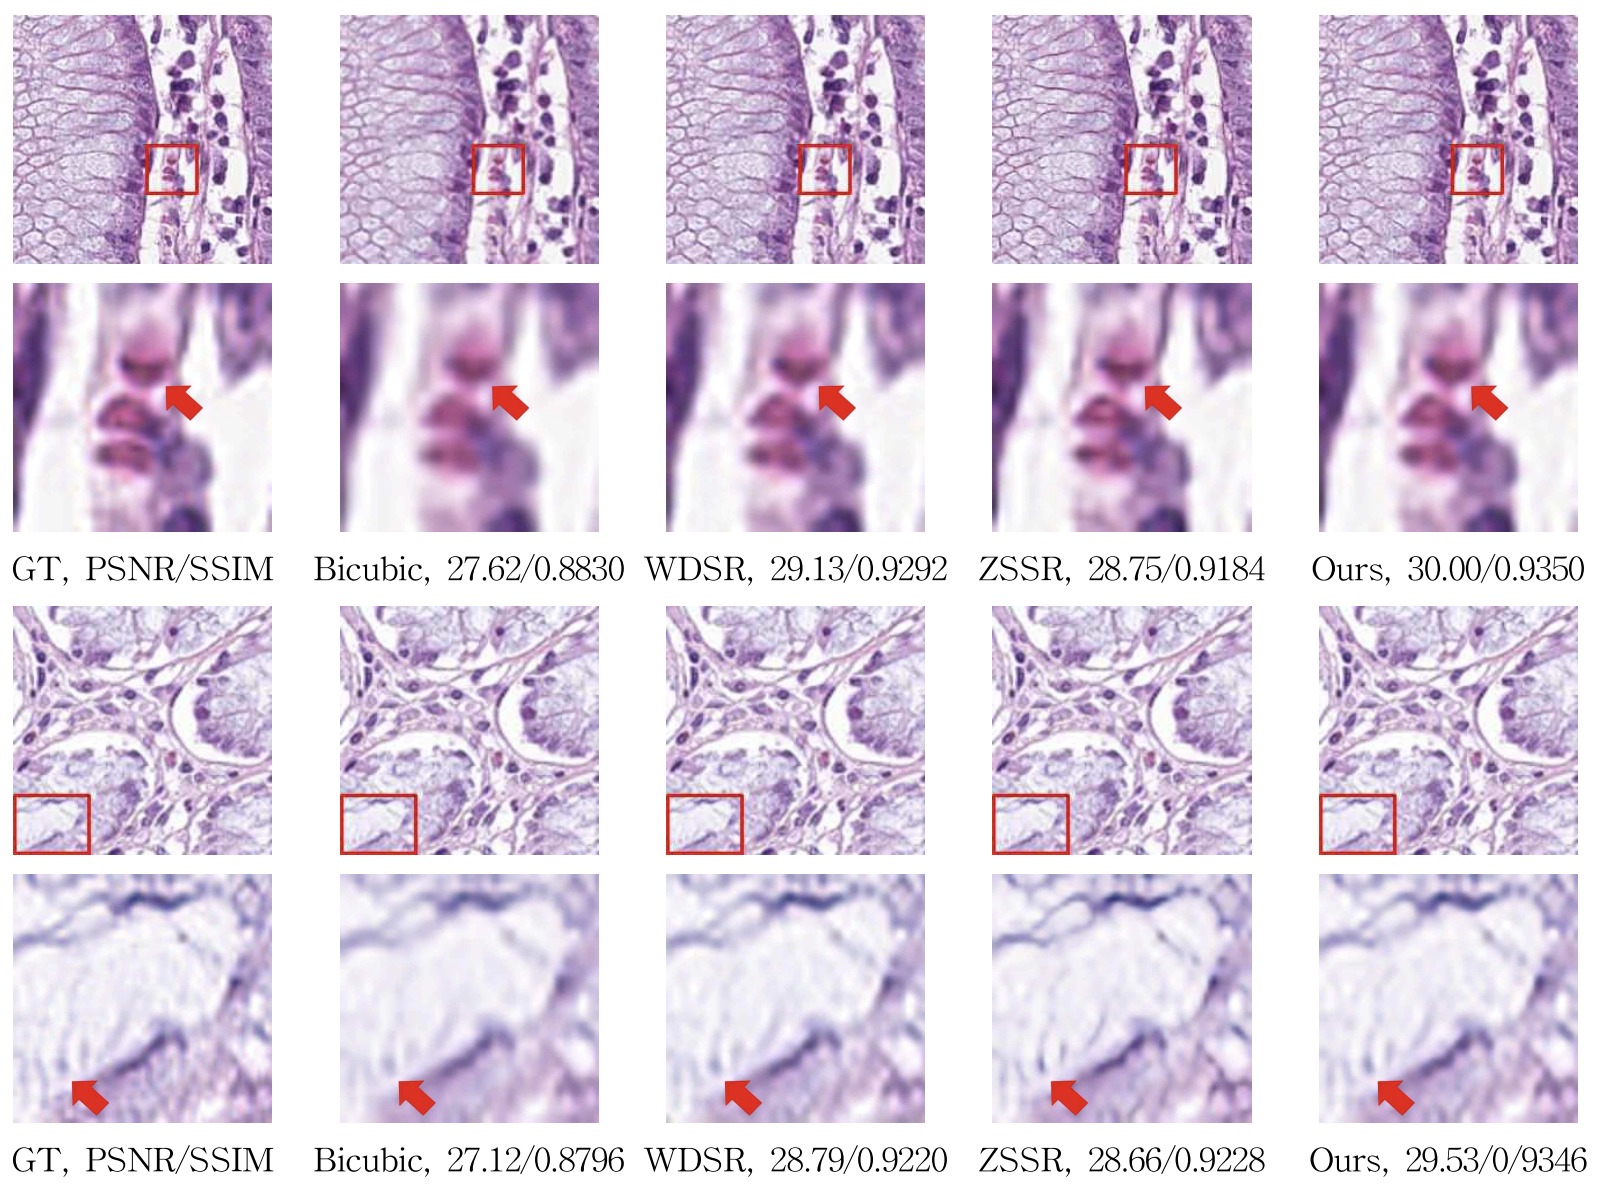 GT, PSNR/SSIM Bicubic, 27.62/0.8830 WDSR, 29.13/0.9292 ZSSR, 28.75/0.9184 Ours, 30.00/0.9350
GT, PSNR/SSIM Bicubic, 27.12/0.8796 WDSR, 28.79/0.9220 ZSSR, 28.66/0.9228 Ours, 29.53/0/9346